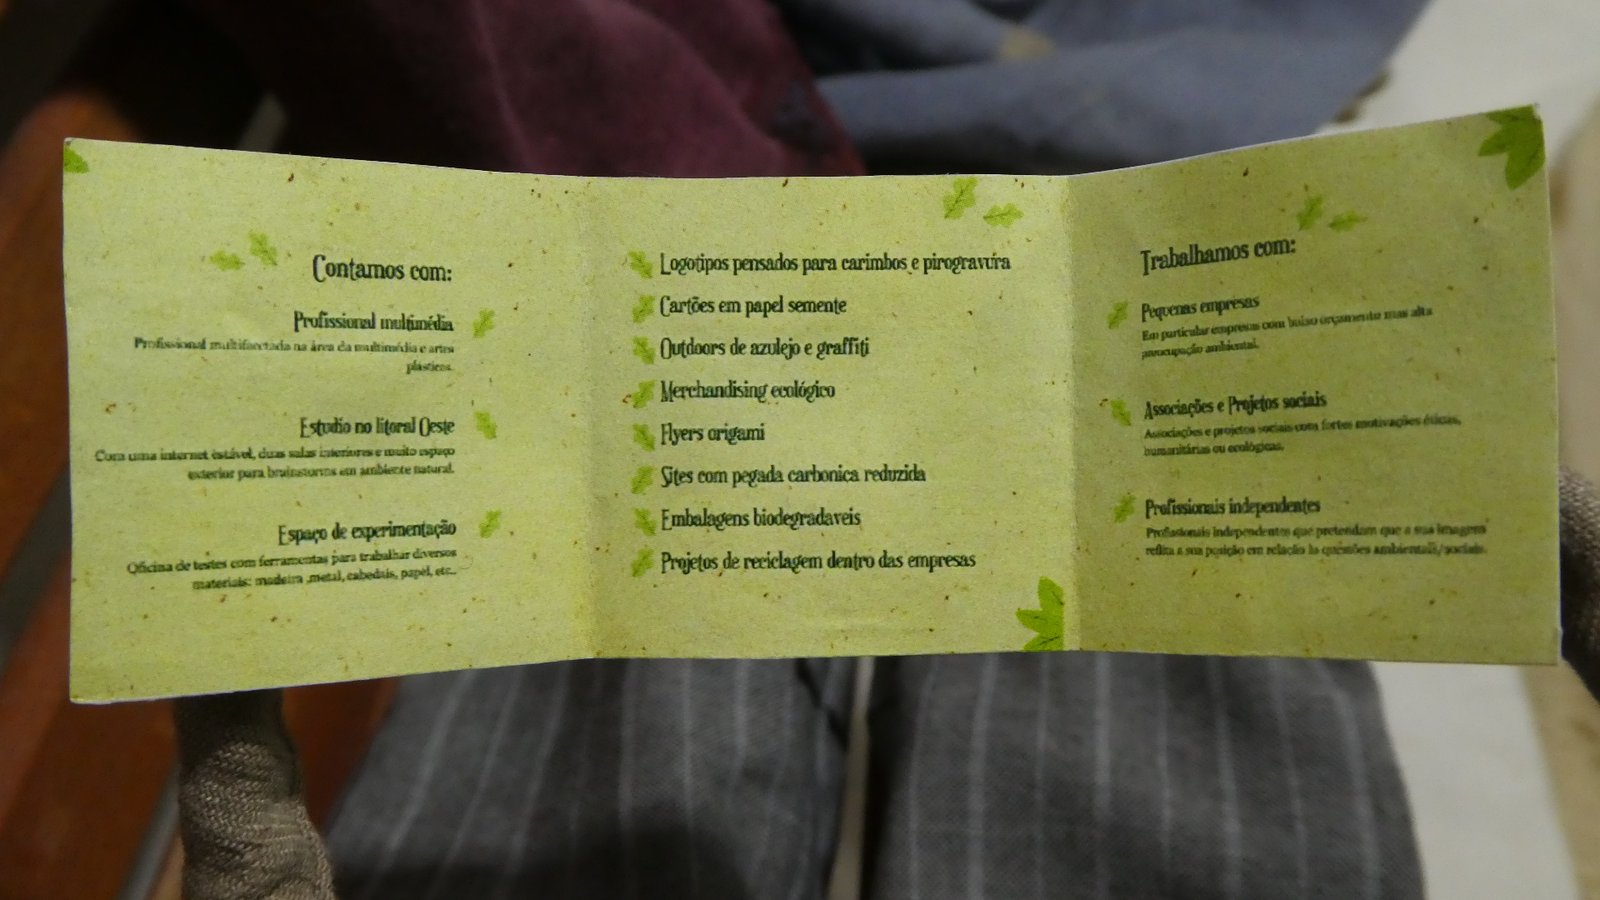 Contamos com:
Profissional multimédia
Profissional multifacetada na área da multimédia e artes
plásticas.
Estudio no litoral Oeste
Com uma internet estável, duas salas interiores e muito espaço
exterior para brainstorms em ambiente natural.
Espaço de experimentação
Oficina de testes com ferramentas para trabalhar diversos
materiais: madeira ,metal, cabedais, papel, etc..
Logotipos pensados para carimbos e pirogravura
Cartões em papel semente
Outdoors de azulejo e graffiti
Merchandising ecológico
Flyers origami
Sites com pegada carbonica reduzida
Embalagens biodegradaveis
Projetos de reciclagem dentro das empresas
Trabalhamos com:
Pequenas empresas
Em particular empresas com baixo orçamento mas alta
preocupação ambiental.
Associações e Projetos sociais
Associações e projetos sociais com fortes motivações éticas,
humanitárias ou ecológicas.
Profissionais independentes
Profissionais independentes que pretendam que a sua imagem
reflita a sua posição em relação às questões Ambientais/sociais.